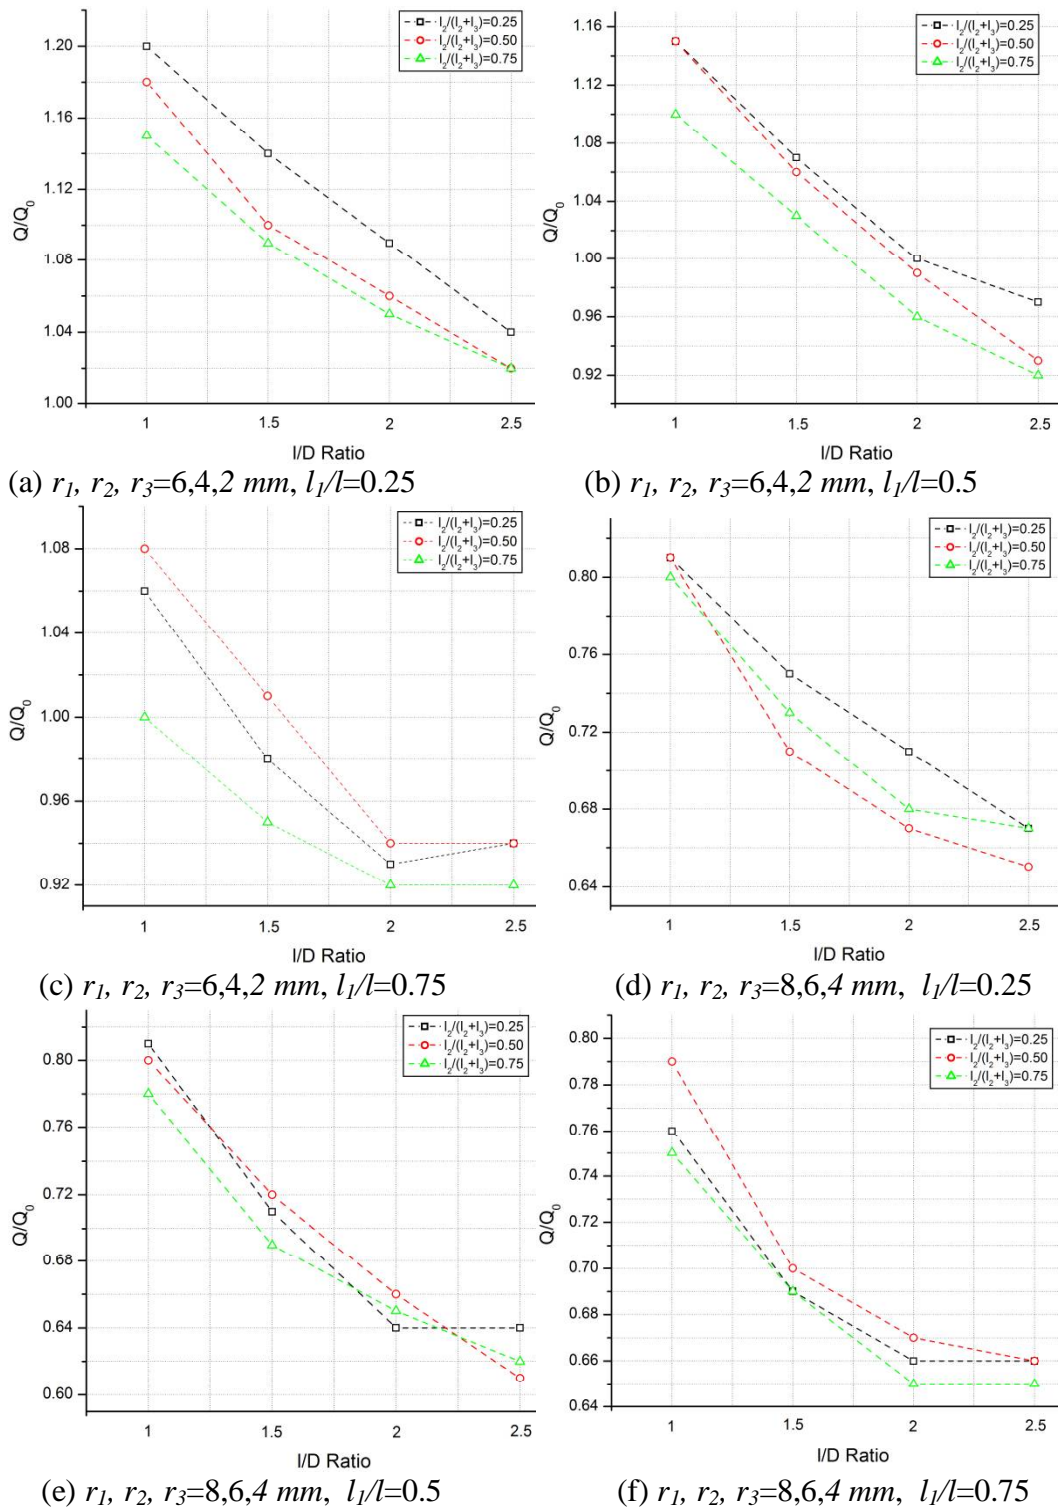 l₂/(l₂+l₃)=0.25
l₂/(l₂+l₃)=0.50
l₂/(l₂+l₃)=0.75
1.20
1.16
1.12
1.08
1.04
1.00
Q/Q₀
1 1.5 2 2.5
l/D Ratio
(a) r₁, r₂, r₃=6,4,2 mm, l₁/l=0.25
l₂/(l₂+l₃)=0.25
l₂/(l₂+l₃)=0.50
l₂/(l₂+l₃)=0.75
1.16
1.12
1.08
1.04
1.00
0.96
0.92
Q/Q₀
1 1.5 2 2.5
l/D Ratio
(b) r₁, r₂, r₃=6,4,2 mm, l₁/l=0.5
l₂/(l₂+l₃)=0.25
l₂/(l₂+l₃)=0.50
l₂/(l₂+l₃)=0.75
1.08
1.04
1.00
0.96
0.92
Q/Q₀
1 1.5 2 2.5
l/D Ratio
(c) r₁, r₂, r₃=6,4,2 mm, l₁/l=0.75
l₂/(l₂+l₃)=0.25
l₂/(l₂+l₃)=0.50
l₂/(l₂+l₃)=0.75
0.80
0.76
0.72
0.68
0.64
Q/Q₀
1 1.5 2 2.5
l/D Ratio
(d) r₁, r₂, r₃=8,6,4 mm, l₁/l=0.25
l₂/(l₂+l₃)=0.25
l₂/(l₂+l₃)=0.50
l₂/(l₂+l₃)=0.75
0.80
0.76
0.72
0.68
0.64
0.60
Q/Q₀
1 1.5 2 2.5
l/D Ratio
(e) r₁, r₂, r₃=8,6,4 mm, l₁/l=0.5
l₂/(l₂+l₃)=0.25
l₂/(l₂+l₃)=0.50
l₂/(l₂+l₃)=0.75
0.80
0.78
0.76
0.74
0.72
0.70
0.68
0.66
0.64
Q/Q₀
1 1.5 2 2.5
l/D Ratio
(f) r₁, r₂, r₃=8,6,4 mm, l₁/l=0.75